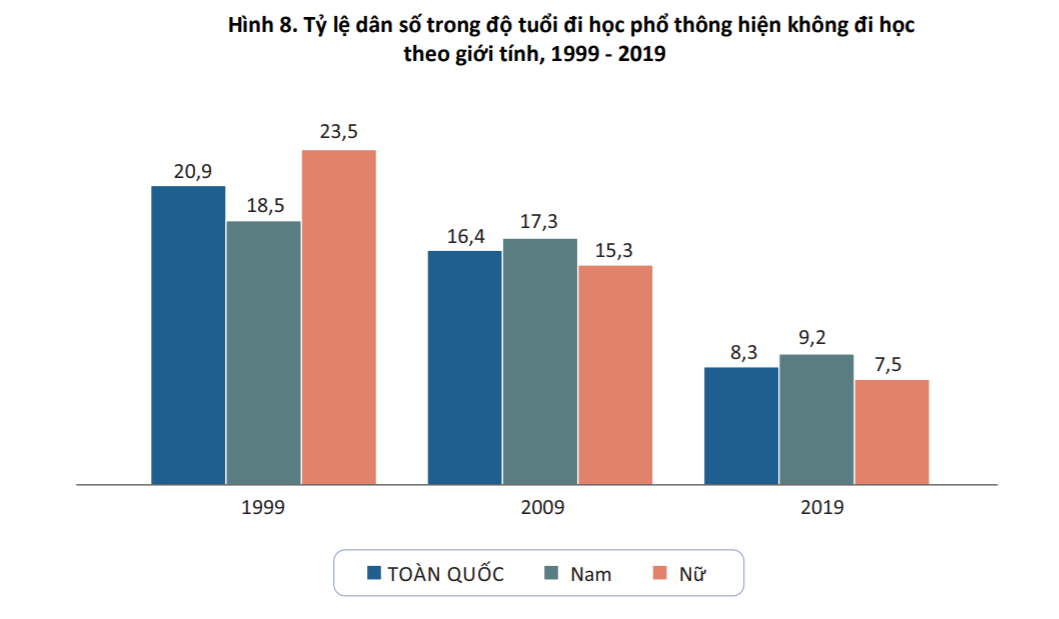 Hình 8. Tỷ lệ dân số trong độ tuổi đi học phổ thông hiện không đi học
theo giới tính, 1999 - 2019
20,9
18,5
23,5
16,4
17,3
15,3
8,3
9,2
7,5
1999
2009
2019
TOÀN QUỐC
Nam
Nữ